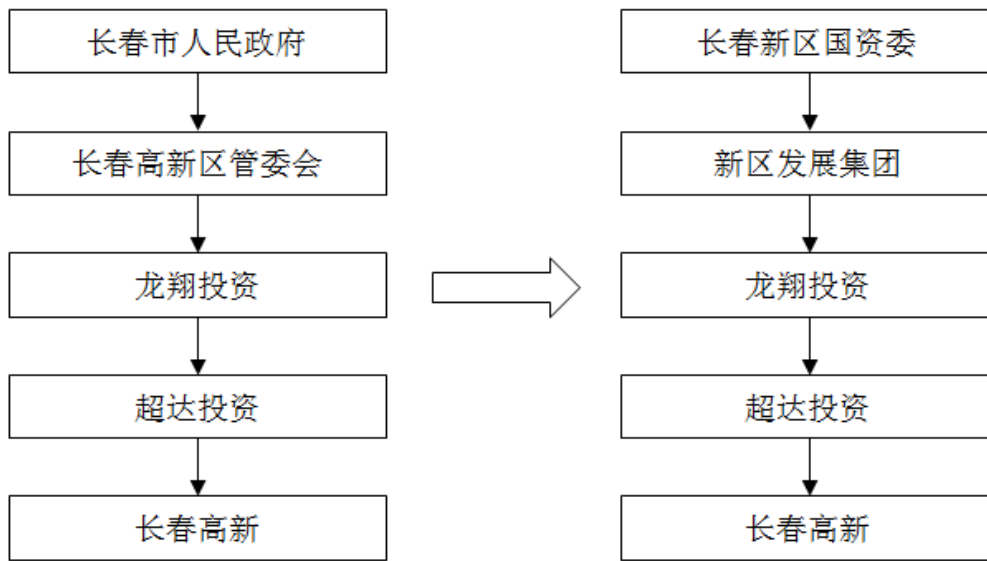 长春市人民政府
长春高新区管委会
龙翔投资
超达投资
长春高新
长春新区国资委
新区发展集团
龙翔投资
超达投资
长春高新